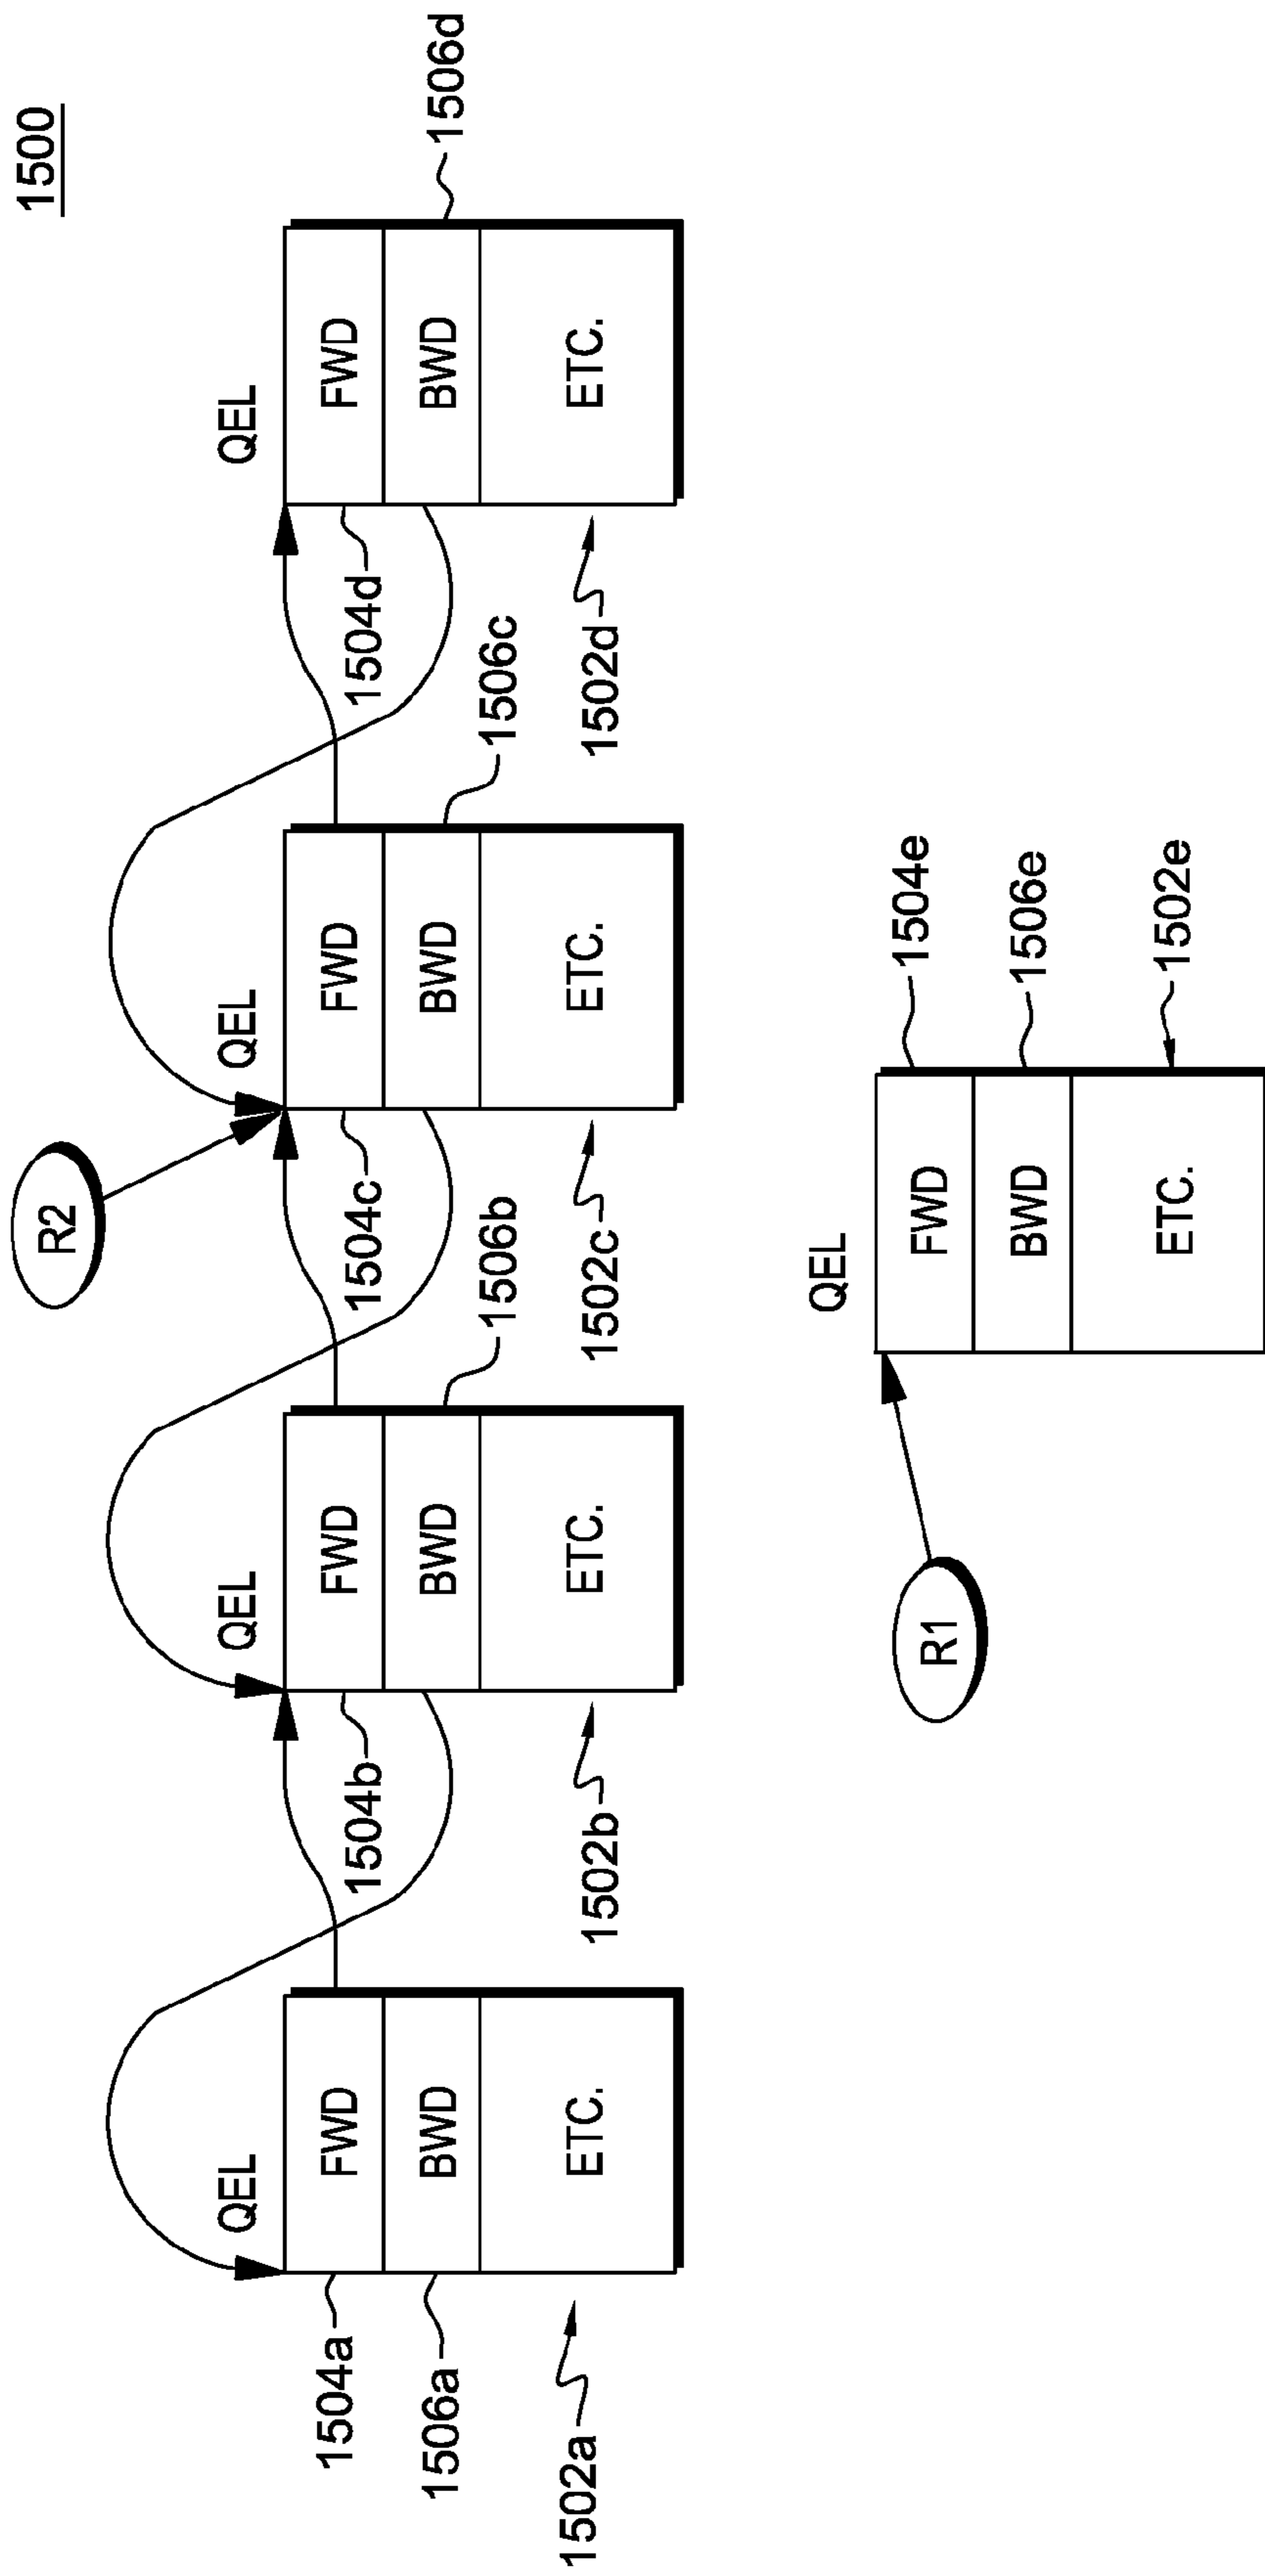 1500
R2
QEL
QEL
QEL
QEL
1504a
FWD
1504b
FWD
1504c
FWD
1504d
FWD
1506a
BWD
1506b
BWD
1506c
BWD
1506d
BWD
1502a
ETC.
1502b
ETC.
1502c
ETC.
1502d
ETC.
QEL
R1
FWD
1504e
BWD
1506e
ETC.
1502e